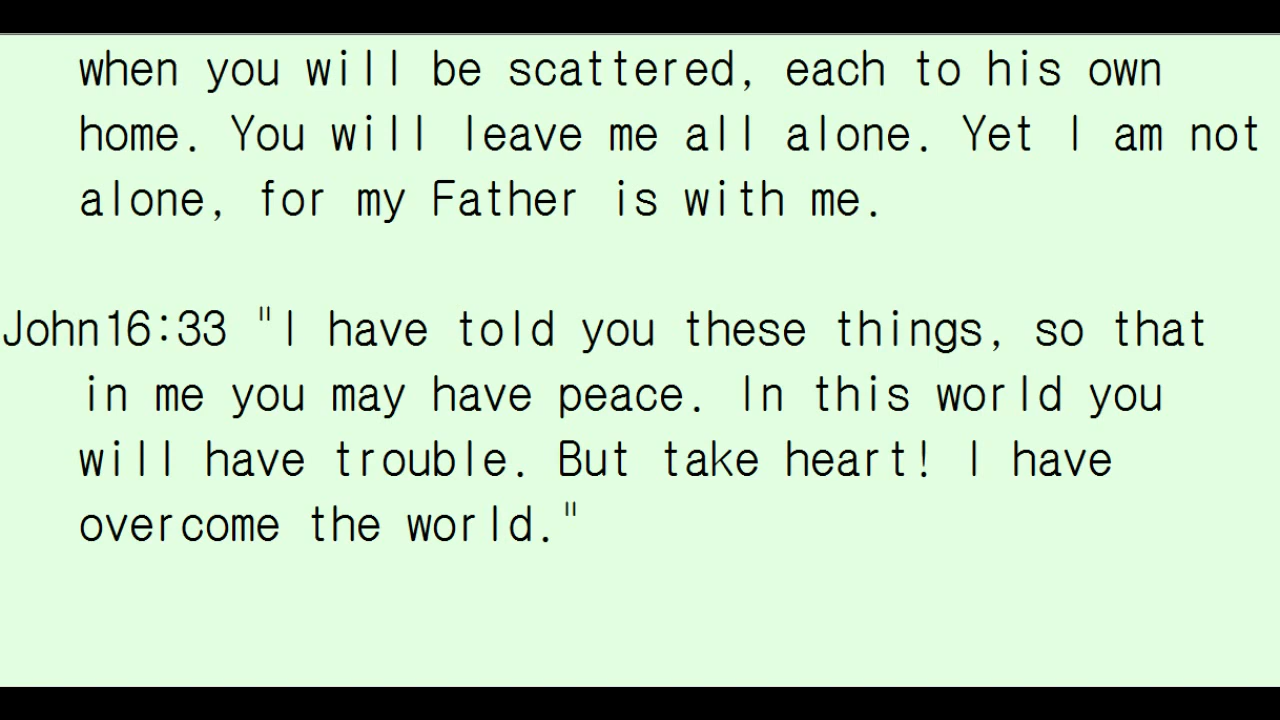 when you will be scattered, each to his own
home. You will leave me all alone. Yet I am not
alone, for my Father is with me.
John16:33 "I have told you these things, so that
in me you may have peace. In this world you
will have trouble. But take heart! I have
overcome the world."